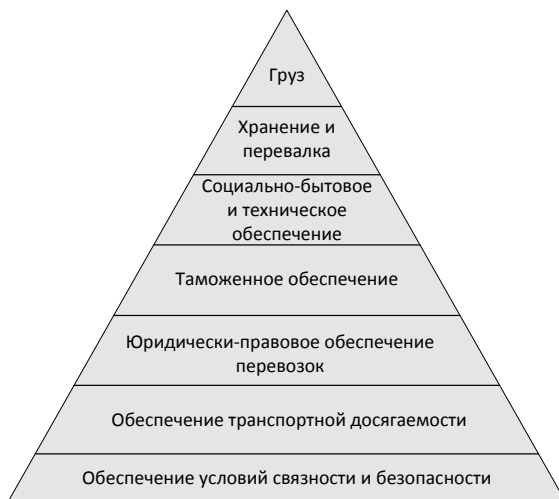 Груз
Хранение и
перевалка
Социально-бытовое
и техническое
обеспечение
Таможенное обеспечение
Юридически-правовое обеспечение
перевозок
Обеспечение транспортной досягаемости
Обеспечение условий связности и безопасности